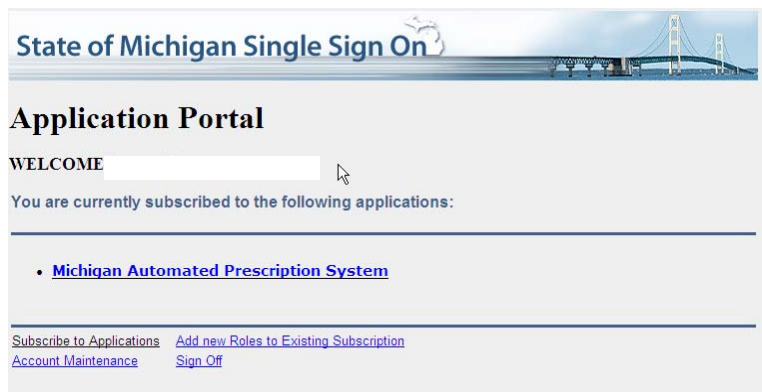 State of Michigan Single Sign On
Application Portal
WELCOME
You are currently subscribed to the following applications:
• Michigan Automated Prescription System
Subscribe to Applications Add new Roles to Existing Subscription
Account Maintenance Sign Off